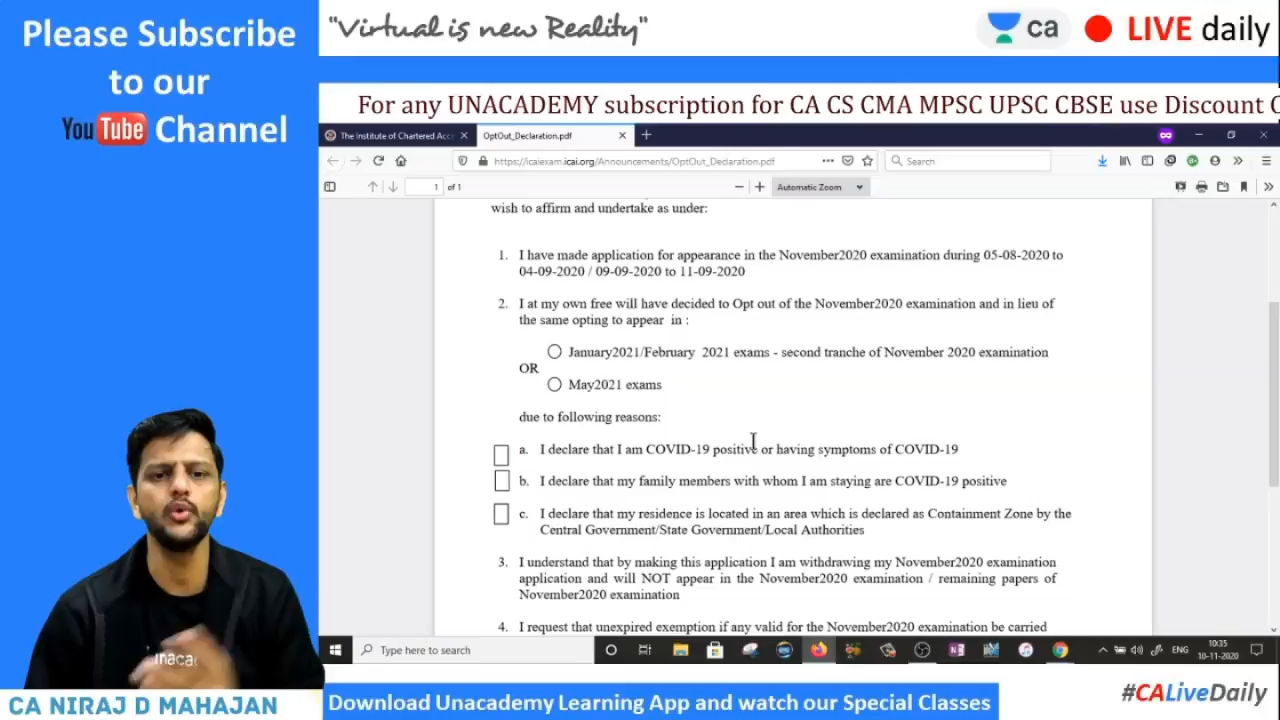 Please Subscribe
to our
YouTube Channel
"Virtual is new Reality"
ca LIVE daily
For any UNACADEMY subscription for CA CS CMA MPSC UPSC CBSE use Discount C
The Institute of Chartered Acc
OptOut_Declaration.pdf
https://icaiexam.icai.org/Announcements/OptOut_Declaration.pdf
Search
1 of 1
Automatic Zoom
wish to affirm and undertake as under:
1. I have made application for appearance in the November2020 examination during 05-08-2020 to
04-09-2020 / 09-09-2020 to 11-09-2020
2. I at my own free will have decided to Opt out of the November2020 examination and in lieu of
the same opting to appear in :
January2021/February 2021 exams - second tranche of November 2020 examination
OR
May2021 exams
due to following reasons:
a. I declare that I am COVID-19 positive or having symptoms of COVID-19
b. I declare that my family members with whom I am staying are COVID-19 positive
c. I declare that my residence is located in an area which is declared as Containment Zone by the
Central Government/State Government/Local Authorities
3. I understand that by making this application I am withdrawing my November2020 examination
application and will NOT appear in the November2020 examination / remaining papers of
November2020 examination
4. I request that unexpired exemption if any valid for the November2020 examination be carried
Type here to search
ENG
10:35
10-11-2020
unaca
CA NIRAJ D MAHAJAN
Download Unacademy Learning App and watch our Special Classes
#CALiveDaily